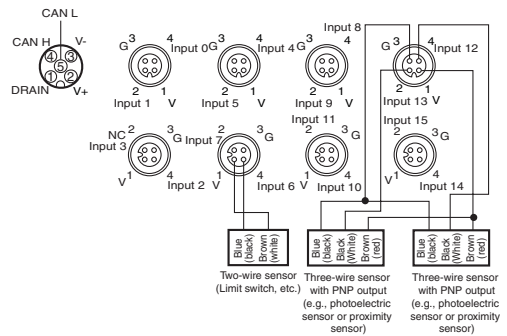 CAN L
CAN H
V-
4
3
5
1
2
DRAIN
V+
G
3
4
Input 0
2
1
Input 1
V
G
3
4
Input 4
2
1
Input 5
V
Input 8
G
3
4
2
1
Input 9
V
G
3
4
Input 12
2
1
Input 13
V
NC
2
3
G
Input 3
V
1
4
Input 2
2
Input 7
3
G
V
1
4
Input 6
Input 11
2
3
G
V
1
4
Input 10
Input 15
2
3
G
V
1
4
Input 14
Blue
(black)
Brown
(white)
Blue
(black)
Black
(White)
Brown
(red)
Blue
(black)
Black
(White)
Brown
(red)
Two-wire sensor
(Limit switch, etc.)
Three-wire sensor
with PNP output
(e.g., photoelectric
sensor or proximity
sensor)
Three-wire sensor
with PNP output
(e.g., photoelectric
sensor or proximity
sensor)